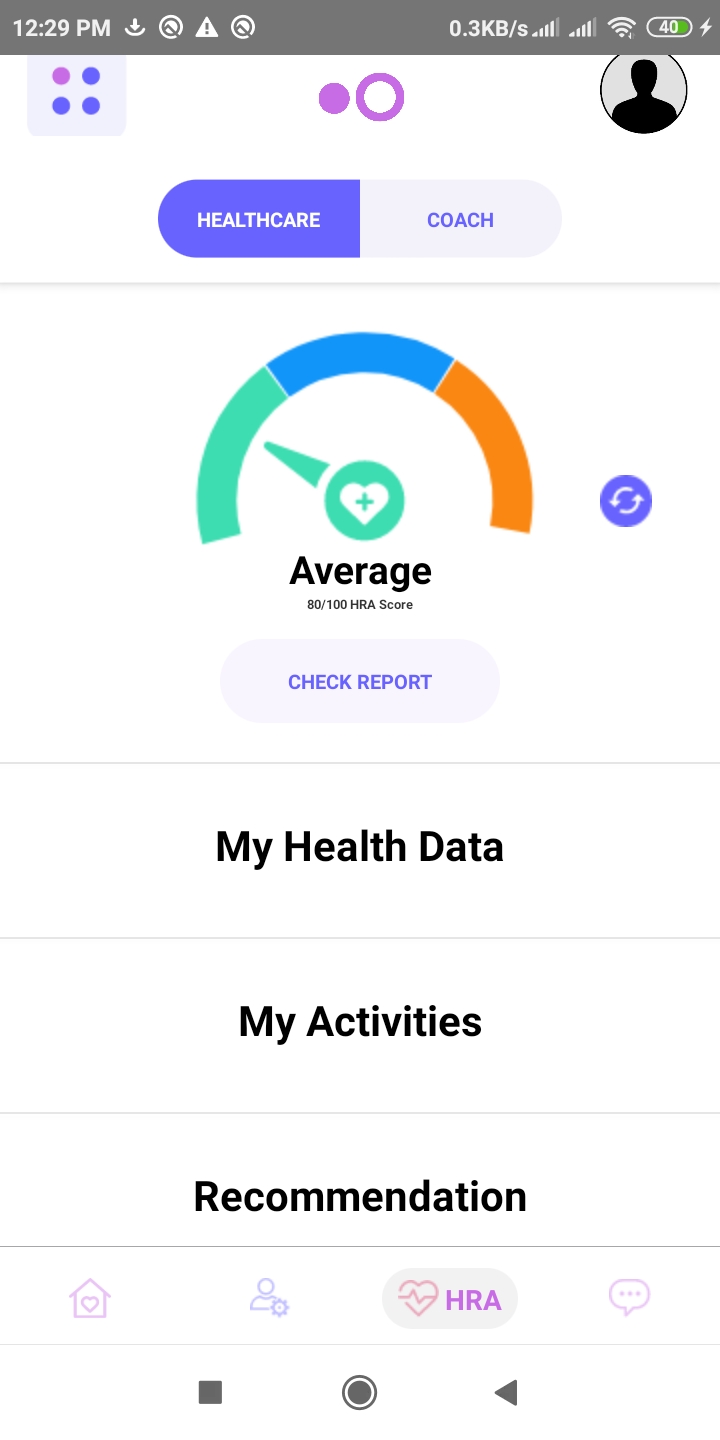 12:29 PM 0.3KB/s 40
HEALTHCARE COACH
Average
80/100 HRA Score
CHECK REPORT
My Health Data
My Activities
Recommendation
HRA